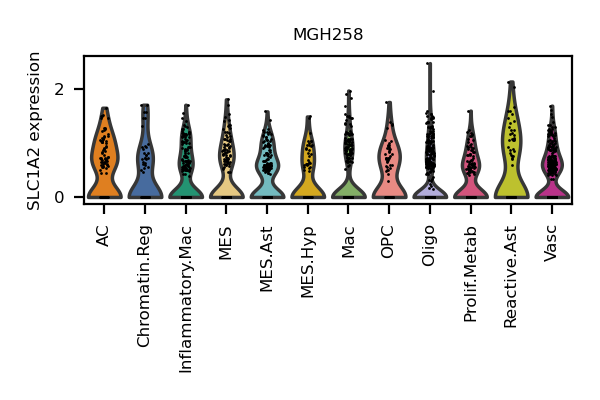 MGH258
SLC1A2 expression
2
0
AC
Chromatin.Reg
Inflammatory.Mac
MES
MES.Ast
MES.Hyp
Mac
OPC
Oligo
Prolif.Metab
Reactive.Ast
Vasc